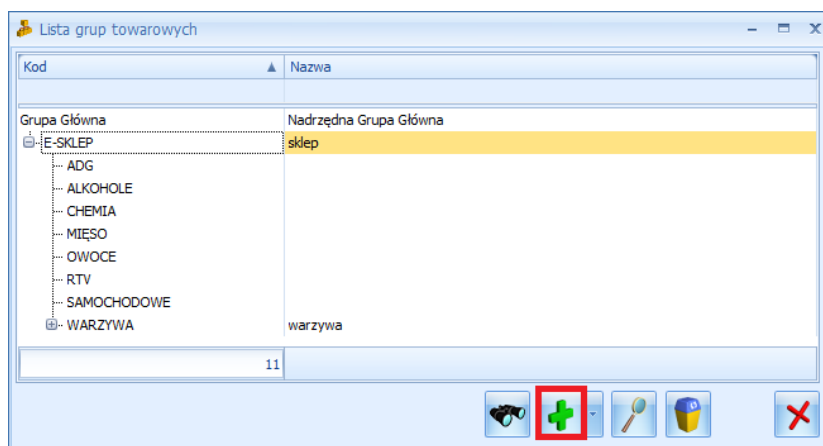 Lista grup towarowych
Kod Nazwa
Grupa Główna Nadrzędna Grupa Główna
E-SKLEP sklep
ADG
ALKOHOLE
CHEMIA
MIĘSO
OWOCE
RTV
SAMOCHODOWE
WARZYWA warzywa
11